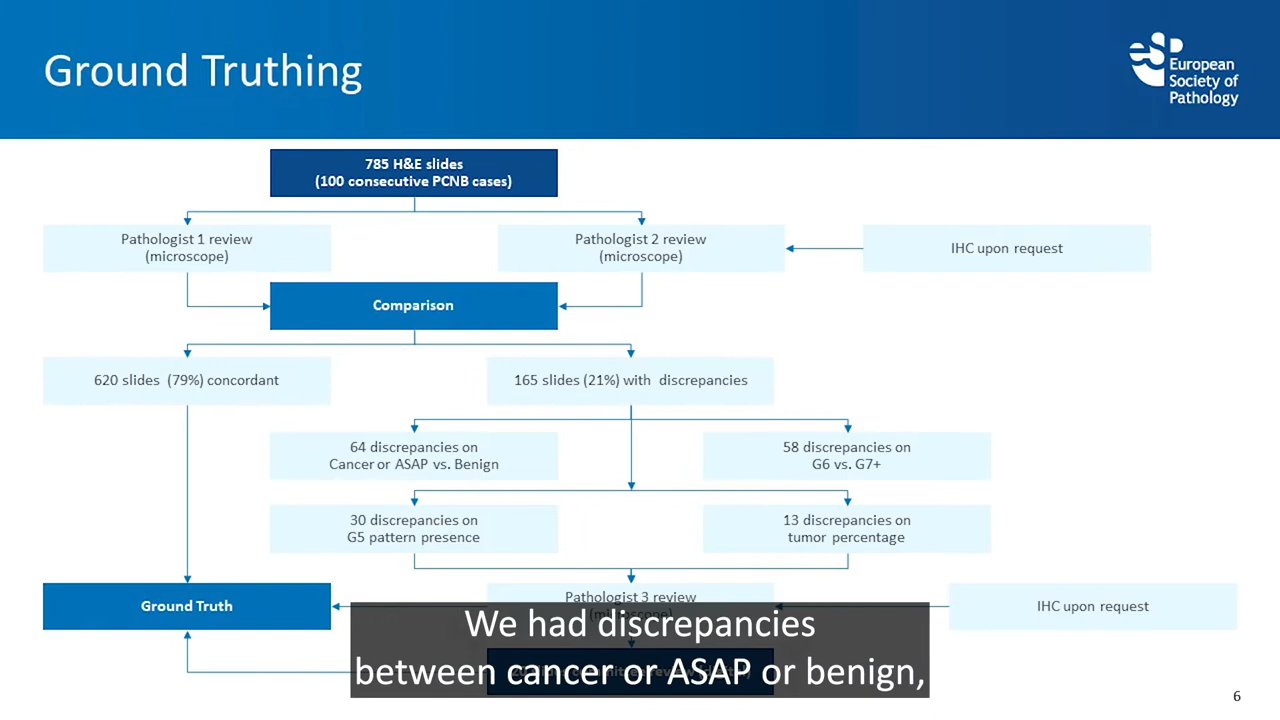 Ground Truthing
European
Society of
Pathology
785 H&E slides
(100 consecutive PCNB cases)
Pathologist 1 review
(microscope)
Pathologist 2 review
(microscope)
IHC upon request
Comparison
620 slides (79%) concordant
165 slides (21%) with discrepancies
64 discrepancies on
Cancer or ASAP vs. Benign
58 discrepancies on
G6 vs. G7+
30 discrepancies on
G5 pattern presence
13 discrepancies on
tumor percentage
Ground Truth
Pathologist 3 review
(microscope)
IHC upon request
We had discrepancies
between cancer or ASAP or benign,
6